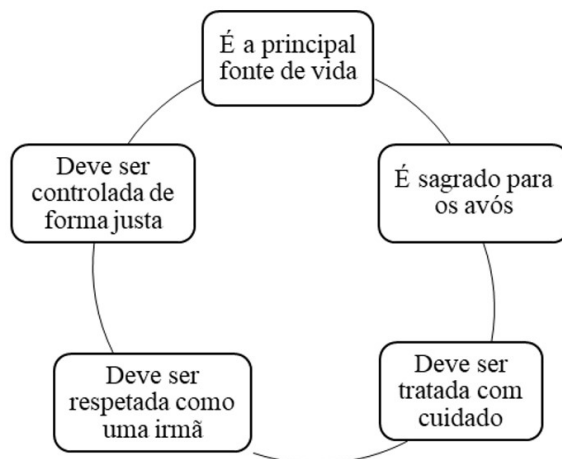 É a principal
fonte de vida
É sagrado para
os avós
Deve ser
tratada com
cuidado
Deve ser
respetada como
uma irmã
Deve ser
controlada de
forma justa